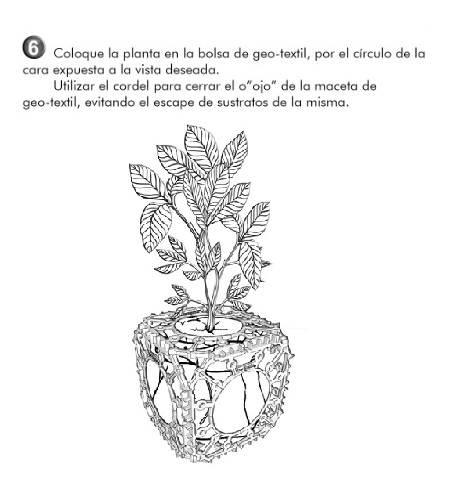 6 Coloque la planta en la bolsa de geo-textil, por el círculo de la
cara expuesta a la vista deseada.
Utilizar el cordel para cerrar el o"ojo" de la maceta de
geo-textil, evitando el escape de sustratos de la misma.